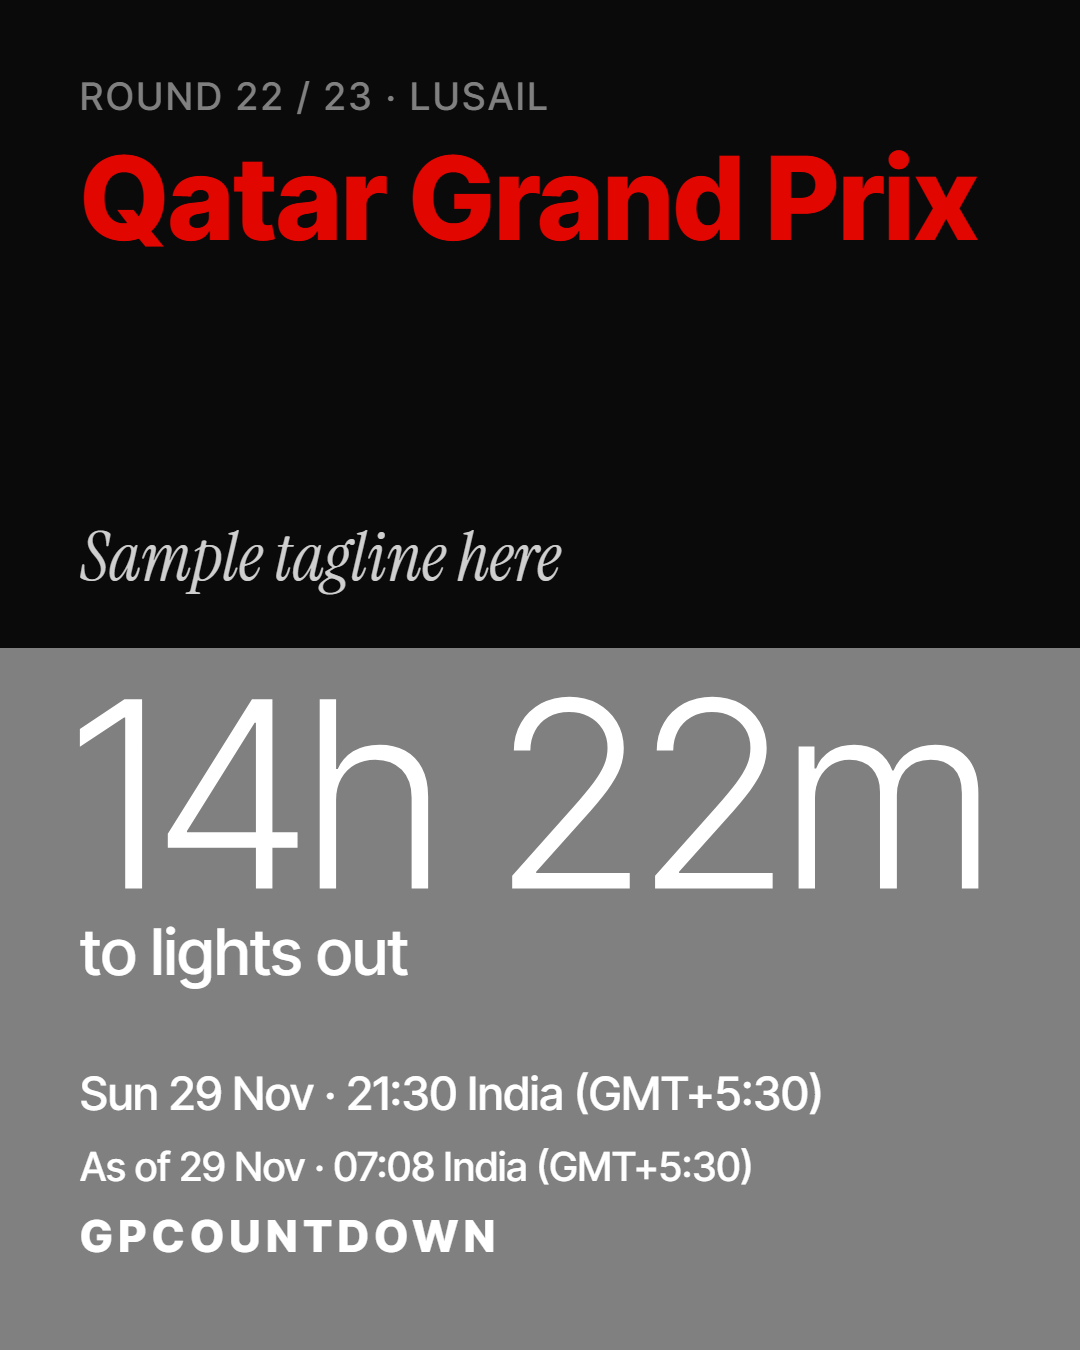 ROUND 22 / 23 · LUSAIL
Qatar Grand Prix
Sample tagline here
14h 22m
to lights out
Sun 29 Nov · 21:30 India (GMT+5:30)
As of 29 Nov · 07:08 India (GMT+5:30)
GPCOUNTDOWN